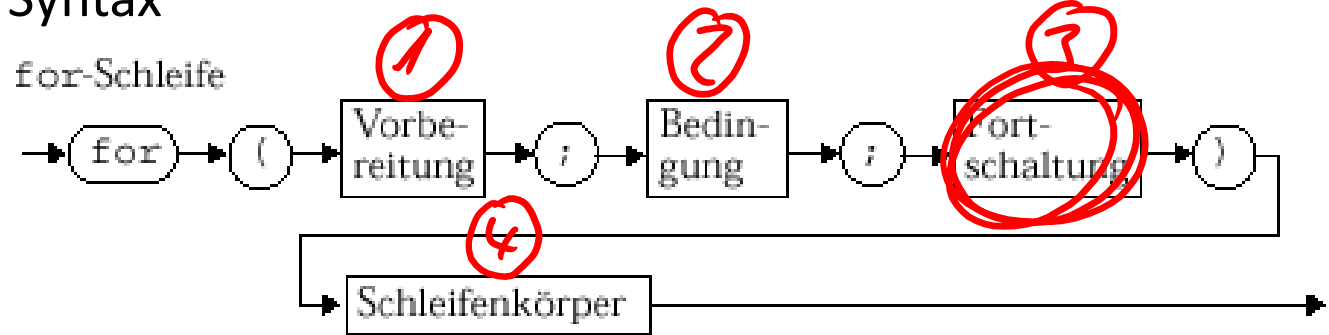 Syntax
1 2 3
for-Schleife
for ( Vorbe- ; Bedin- ; Fort- )
reitung gung schaltung
4
Schleifenkörper